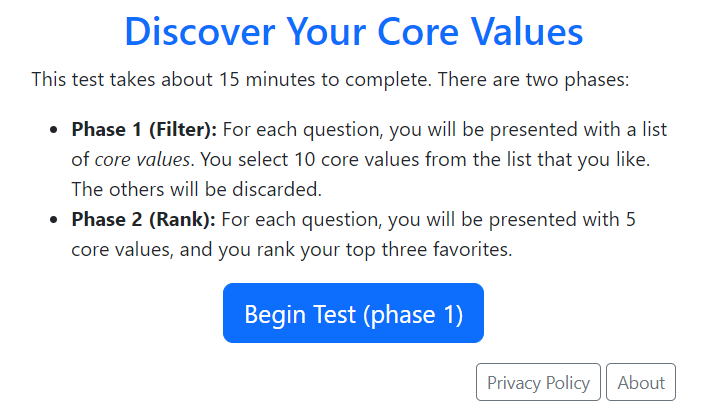 Discover Your Core Values
This test takes about 15 minutes to complete. There are two phases:
• Phase 1 (Filter): For each question, you will be presented with a list
of core values. You select 10 core values from the list that you like.
The others will be discarded.
• Phase 2 (Rank): For each question, you will be presented with 5
core values, and you rank your top three favorites.
Begin Test (phase 1)
Privacy Policy About